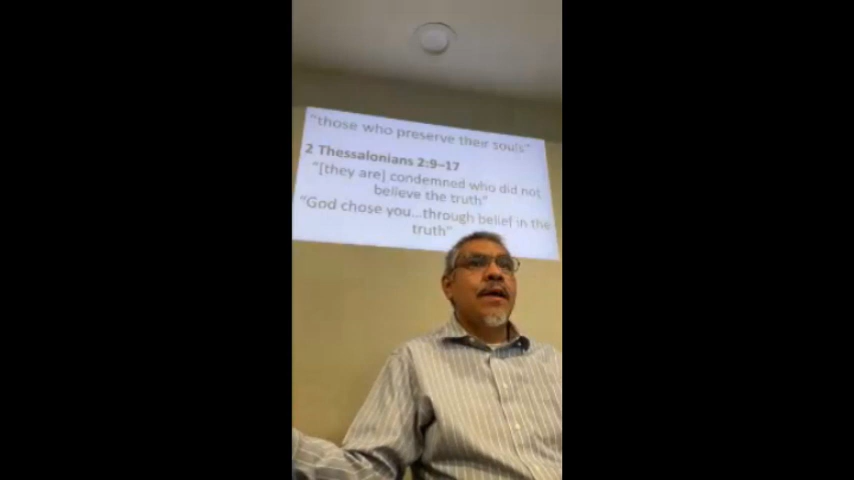 "those who preserve their souls"
2 Thessalonians 2:9–17
"[they are] condemned who did not
believe the truth"
"God chose you...through belief in the
truth"